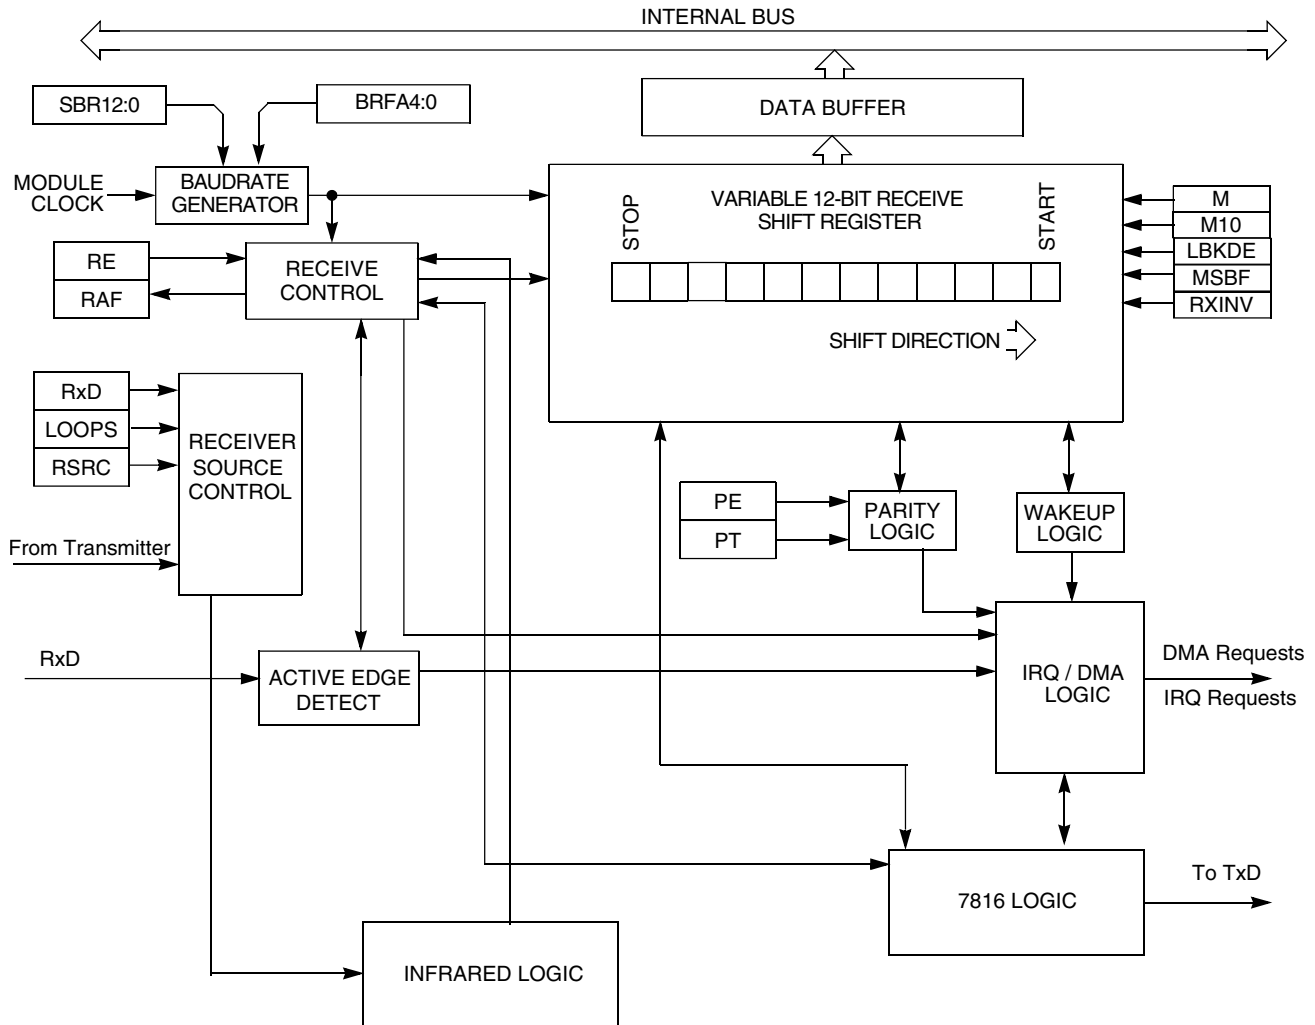 INTERNAL BUS
SBR12:0
BRFA4:0
DATA BUFFER
MODULE
CLOCK
BAUDRATE
GENERATOR
VARIABLE 12-BIT RECEIVE
SHIFT REGISTER
STOP
START
M
M10
LBKDE
MSBF
RXINV
RE
RAF
RECEIVE
CONTROL
SHIFT DIRECTION
RxD
LOOPS
RSRC
RECEIVER
SOURCE
CONTROL
From Transmitter
PE
PT
PARITY
LOGIC
WAKEUP
LOGIC
RxD
ACTIVE EDGE
DETECT
IRQ / DMA
LOGIC
DMA Requests
IRQ Requests
7816 LOGIC
To TxD
INFRARED LOGIC